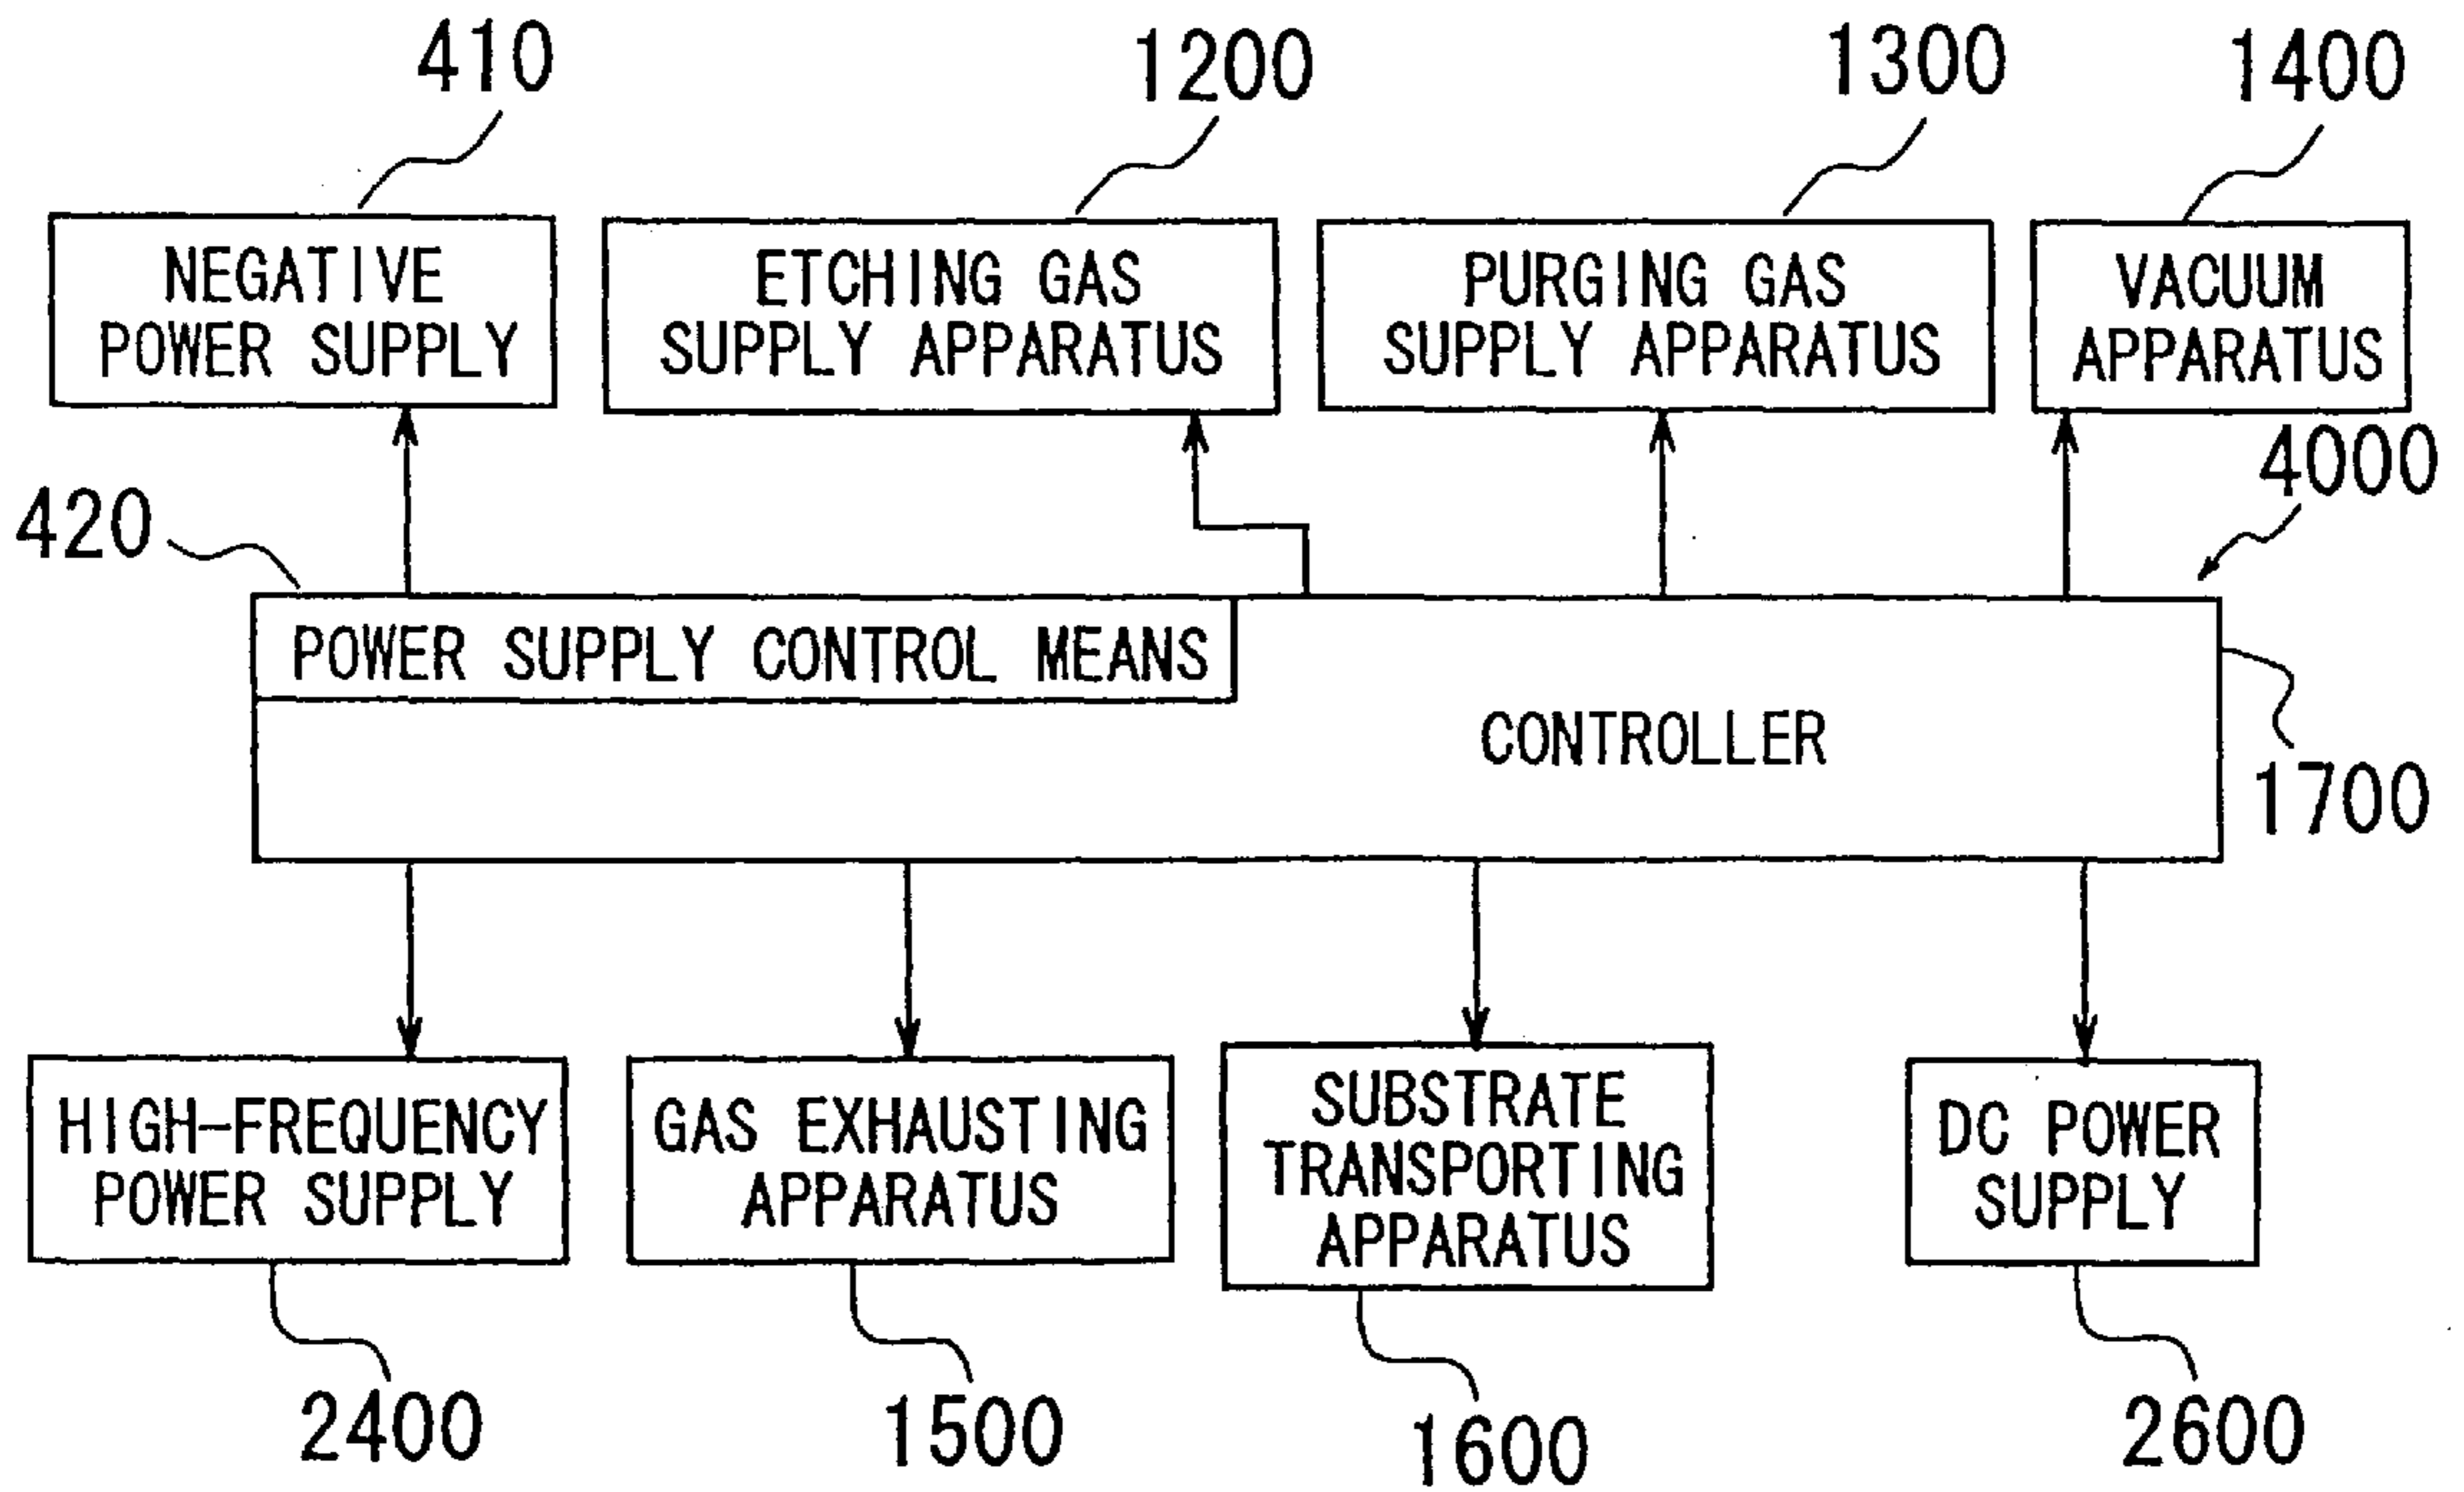 410
1200
1300
1400
NEGATIVE
POWER SUPPLY
ETCHING GAS
SUPPLY APPARATUS
PURGING GAS
SUPPLY APPARATUS
VACUUM
APPARATUS
4000
420
POWER SUPPLY CONTROL MEANS
CONTROLLER
1700
HIGH-FREQUENCY
POWER SUPPLY
GAS EXHAUSTING
APPARATUS
SUBSTRATE
TRANSPORTING
APPARATUS
DC POWER
SUPPLY
2400
1500
1600
2600